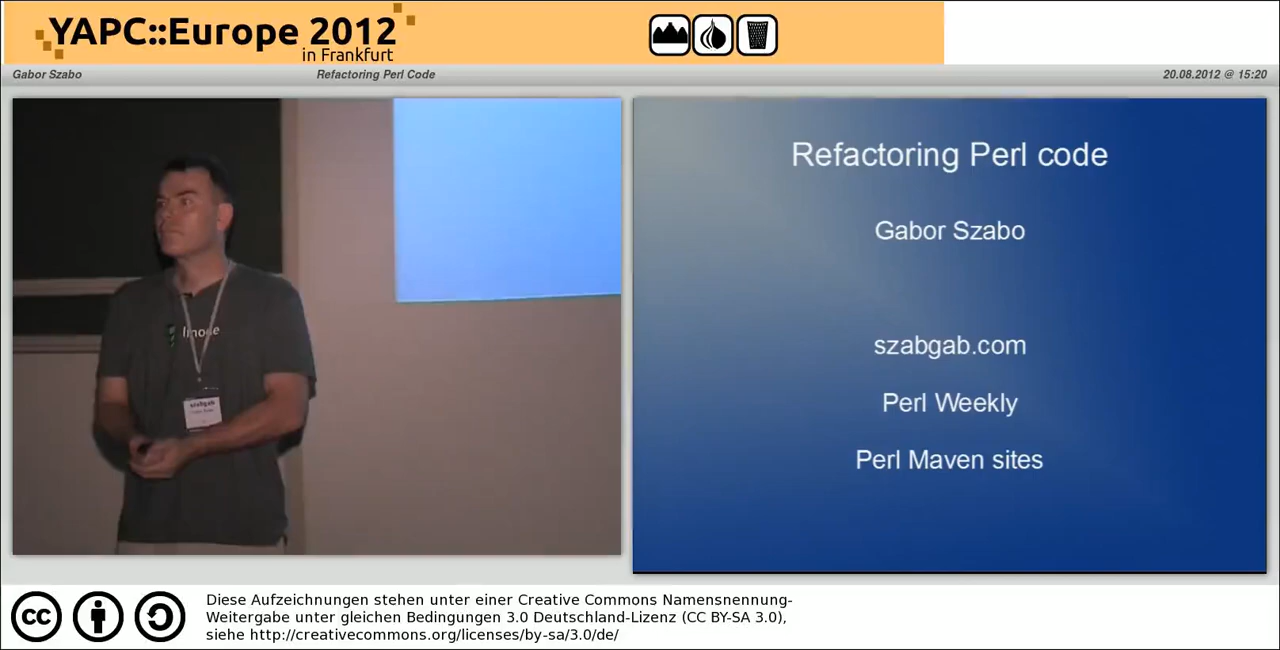 YAPC::Europe 2012
in Frankfurt
Gabor Szabo
Refactoring Perl Code
20.08.2012 @ 15:20
szabgab
Refactoring Perl code
Gabor Szabo
szabgab.com
Perl Weekly
Perl Maven sites
cc
Diese Aufzeichnungen stehen unter einer Creative Commons Namensnennung-
Weitergabe unter gleichen Bedingungen 3.0 Deutschland-Lizenz (CC BY-SA 3.0),
siehe http://creativecommons.org/licenses/by-sa/3.0/de/